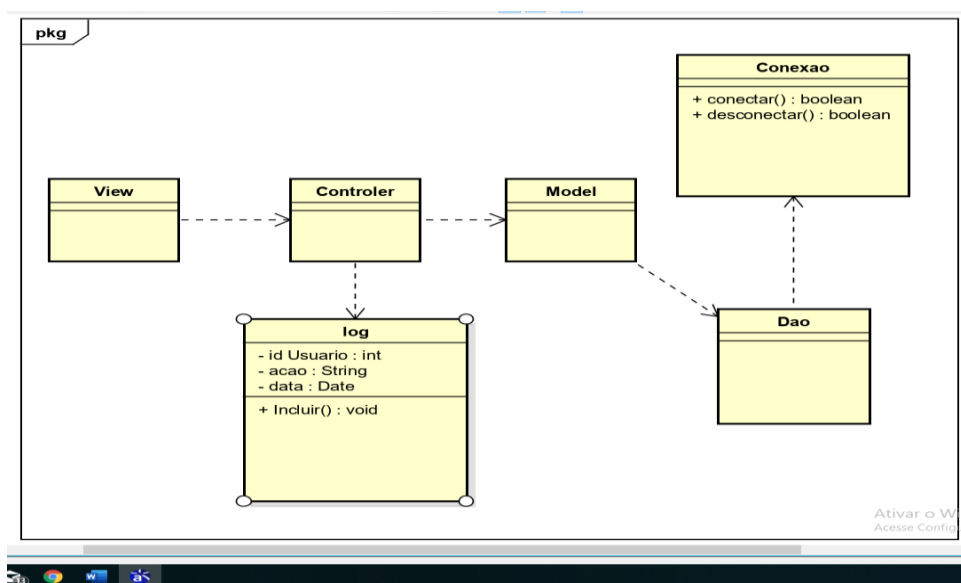 pkg
Conexao
+ conectar() : boolean
+ desconectar() : boolean
View
Controler
Model
log
- id Usuario : int
- acao : String
- data : Date
+ Incluir() : void
Dao
Ativar o Wi
Acesse Config